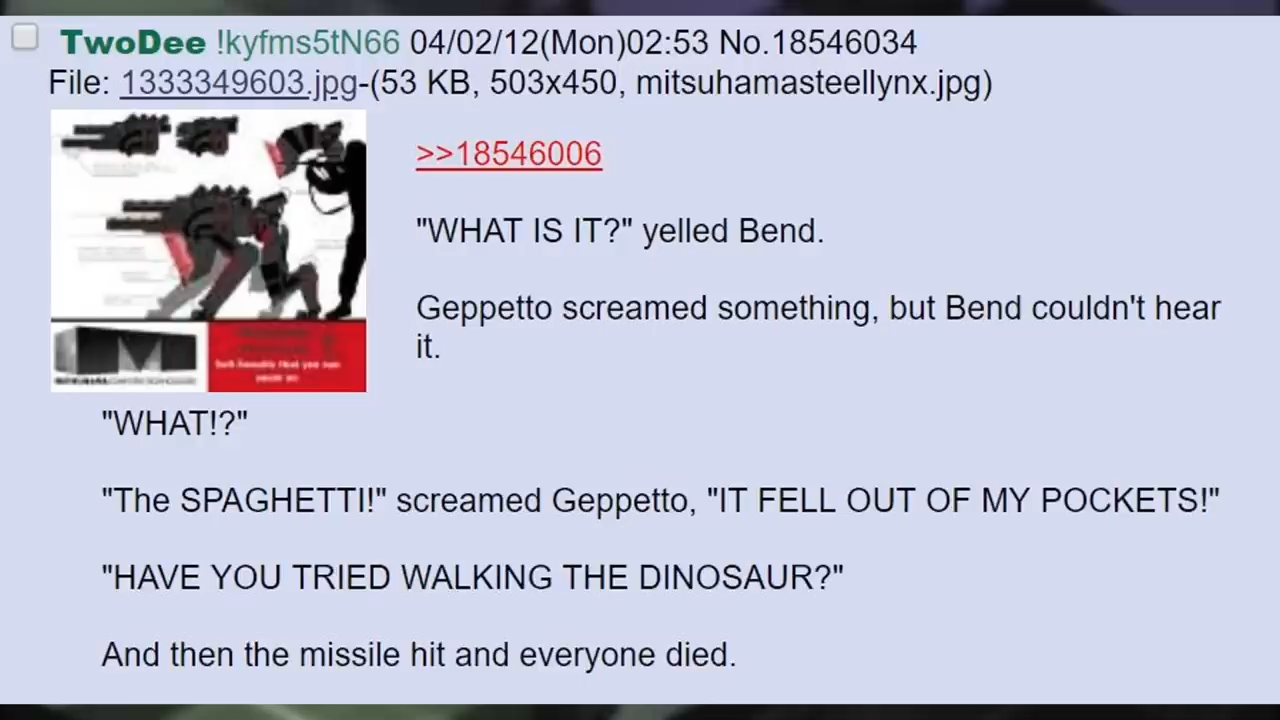 TwoDee !kyfms5tN66 04/02/12(Mon)02:53 No.18546034
File: 1333349603.jpg-(53 KB, 503x450, mitsuhamasteellynx.jpg)
>>18546006
"WHAT IS IT?" yelled Bend.
Geppetto screamed something, but Bend couldn't hear
it.
"WHAT!?"
"The SPAGHETTI!" screamed Geppetto, "IT FELL OUT OF MY POCKETS!"
"HAVE YOU TRIED WALKING THE DINOSAUR?"
And then the missile hit and everyone died.